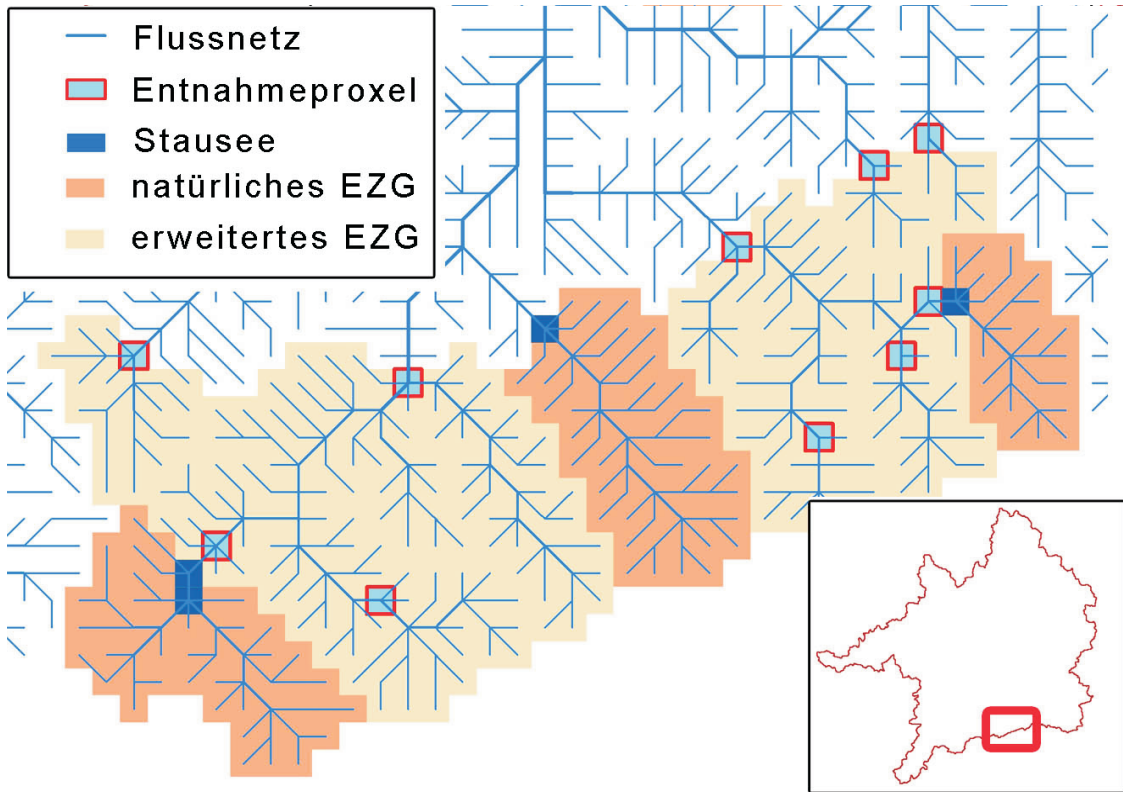 Flussnetz
Entnahmeproxel
Stausee
natürliches EZG
erweitertes EZG